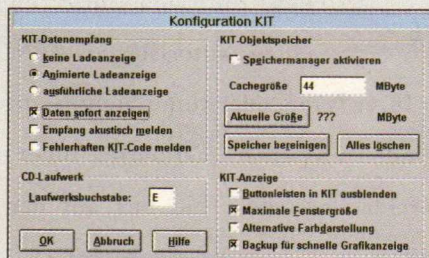 Konfiguration KIT
KIT-Datenempfang
keine Ladeanzeige
Animierte Ladeanzeige
ausführliche Ladeanzeige
Daten sofort anzeigen
Empfang akustisch melden
Fehlerhaften KIT-Code melden
CD-Laufwerk
Laufwerksbuchstabe: E
OK Abbruch Hilfe
KIT-Objektspeicher
Speichermanager aktivieren
Cachegröße 44 MByte
Aktuelle Größe ??? MByte
Speicher bereinigen Alles löschen
KIT-Anzeige
Buttonleisten in KIT ausblenden
Maximale Fenstergröße
Alternative Farbdarstellung
Backup für schnelle Grafikanzeige